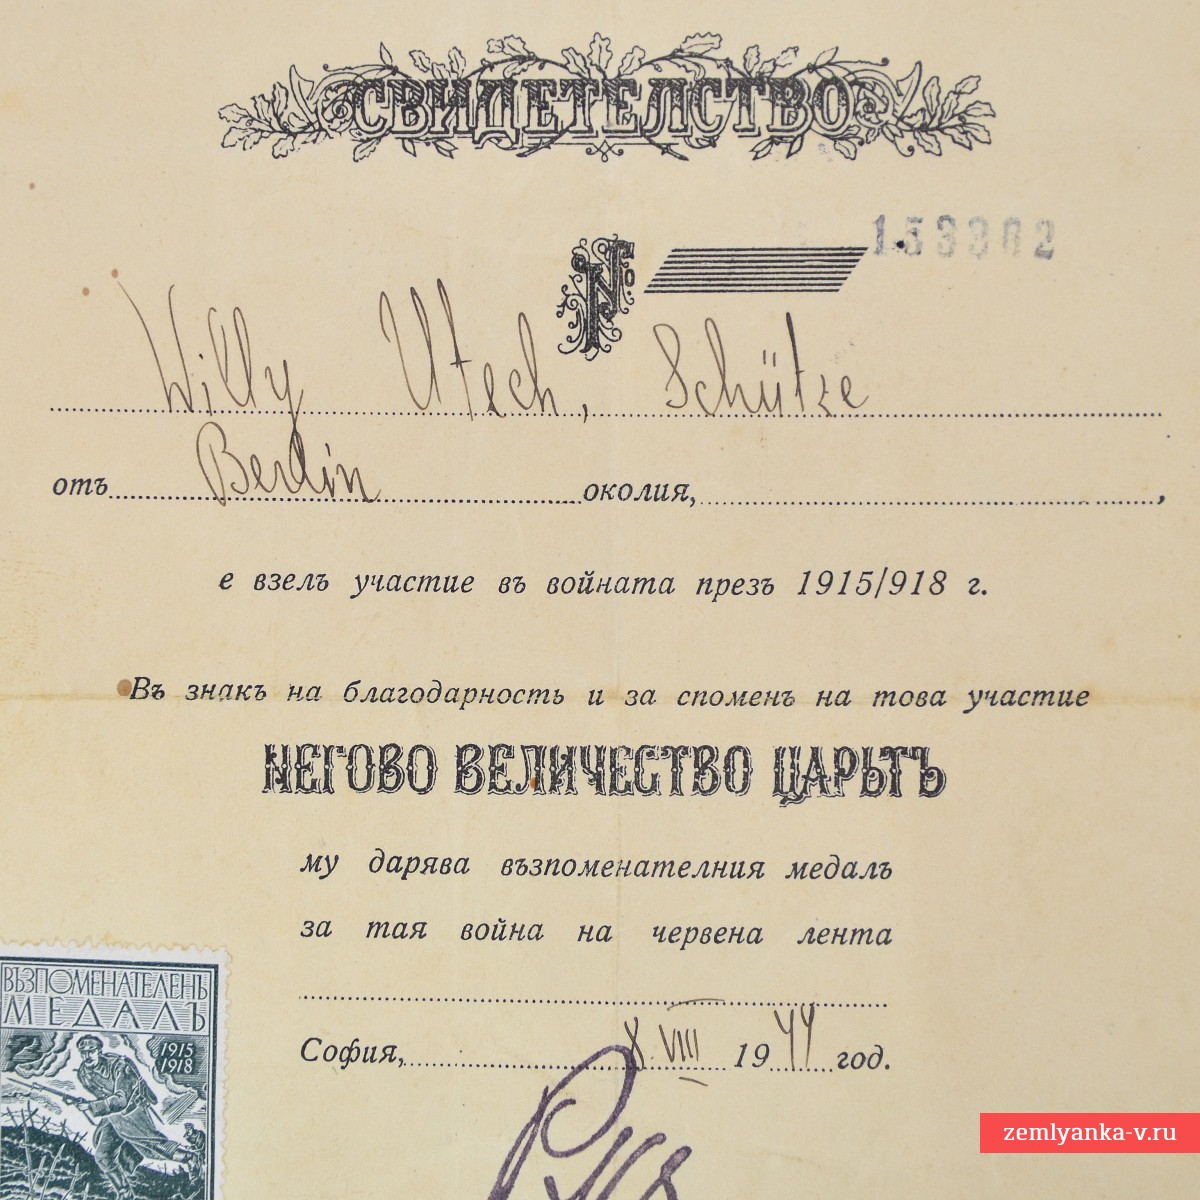 СВИДЕТЕЛСТВО
№ 153362
Willy Utech, Schütze
отъ Berlin околия, ,
е взелъ участие въ войната презъ 1915/918 г.
Въ знакъ на благодарность и за споменъ на това участие
НЕГОВО ВЕЛИЧЕСТВО ЦАРЬТЪ
му дарява възпоменателния медалъ
за тая война на червена лента
София, X. VIII 1944 год.
ВЪЗПОМЕНАТЕЛЕНЪ
МЕДАЛЪ
1915
1918
zemlyanka-v.ru